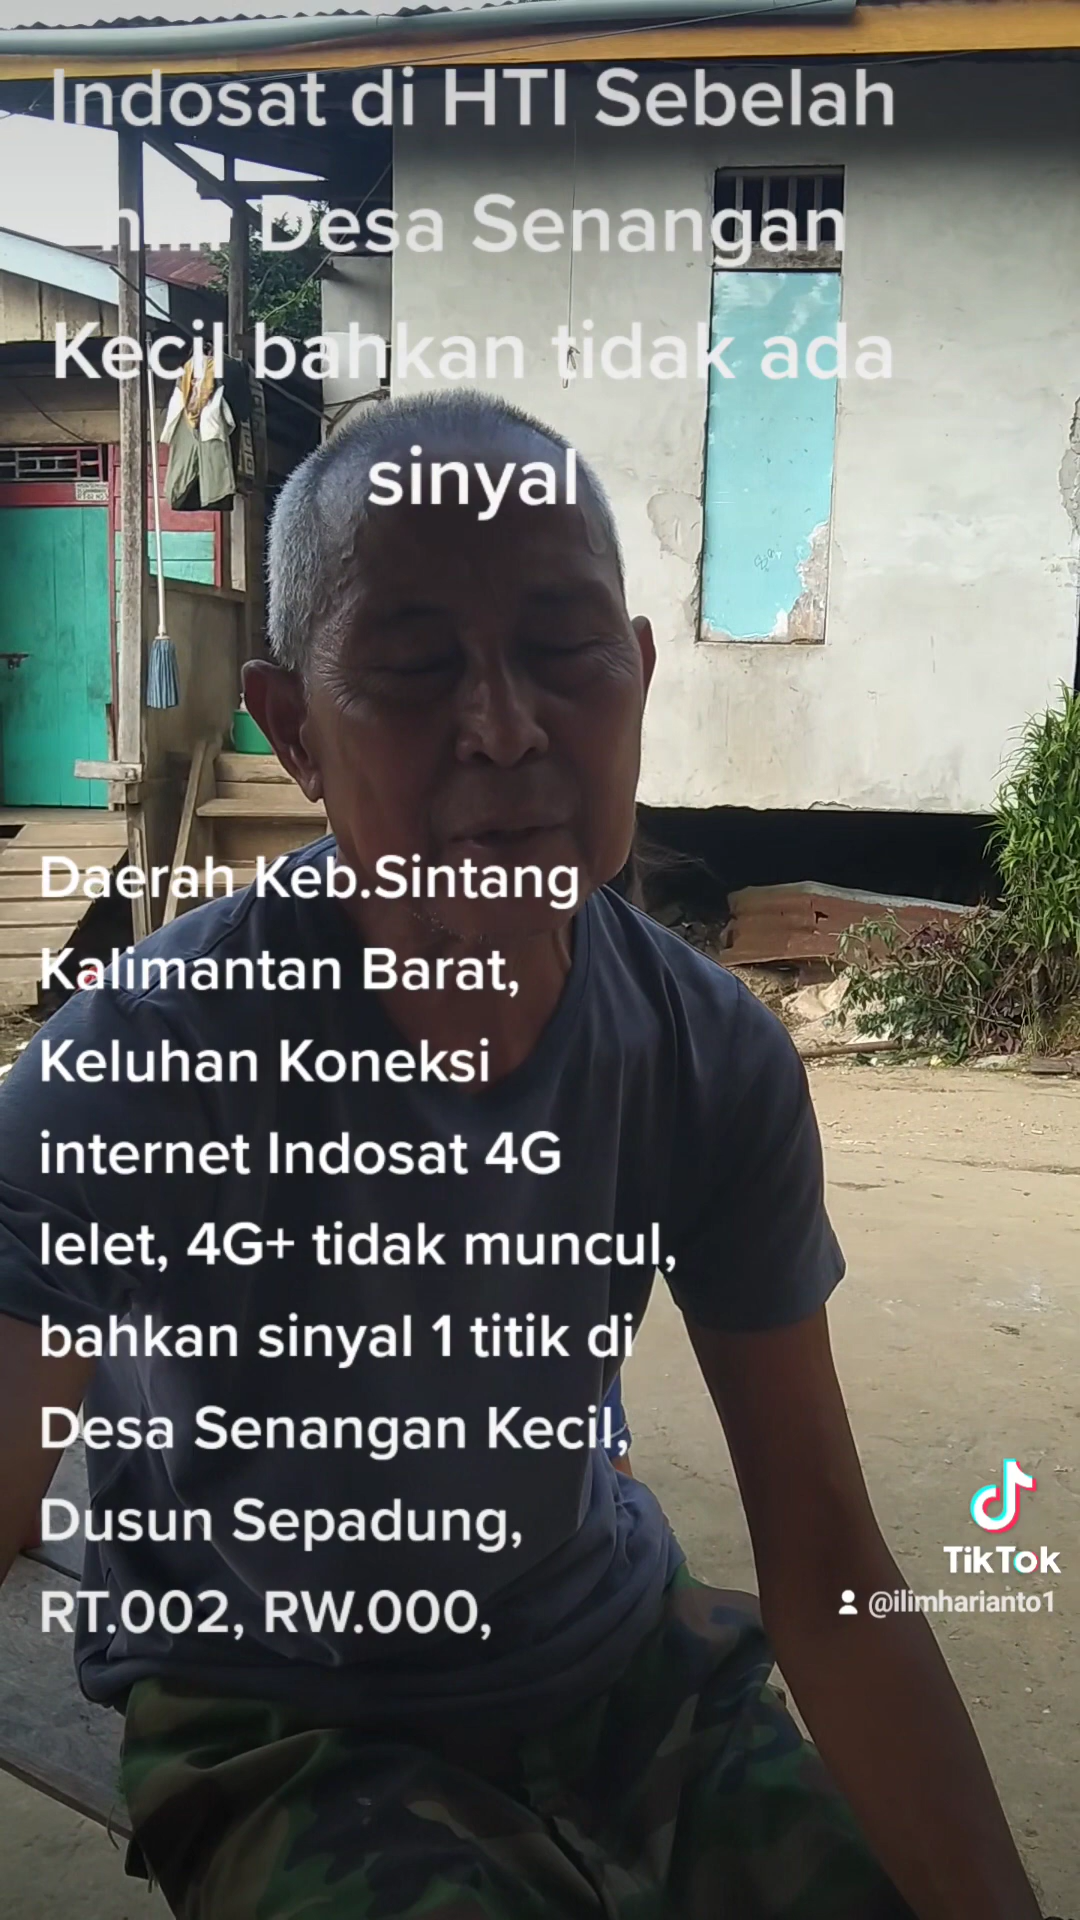 Indosat di HTI Sebelah
Desa Senangan
Kecil bahkan tidak ada
sinyal
Daerah Keb.Sintang
Kalimantan Barat,
Keluhan Koneksi
internet Indosat 4G
lelet, 4G+ tidak muncul,
bahkan sinyal 1 titik di
Desa Senangan Kecil,
Dusun Sepadung,
RT.002, RW.000,
TikTok
@ilimharianto1